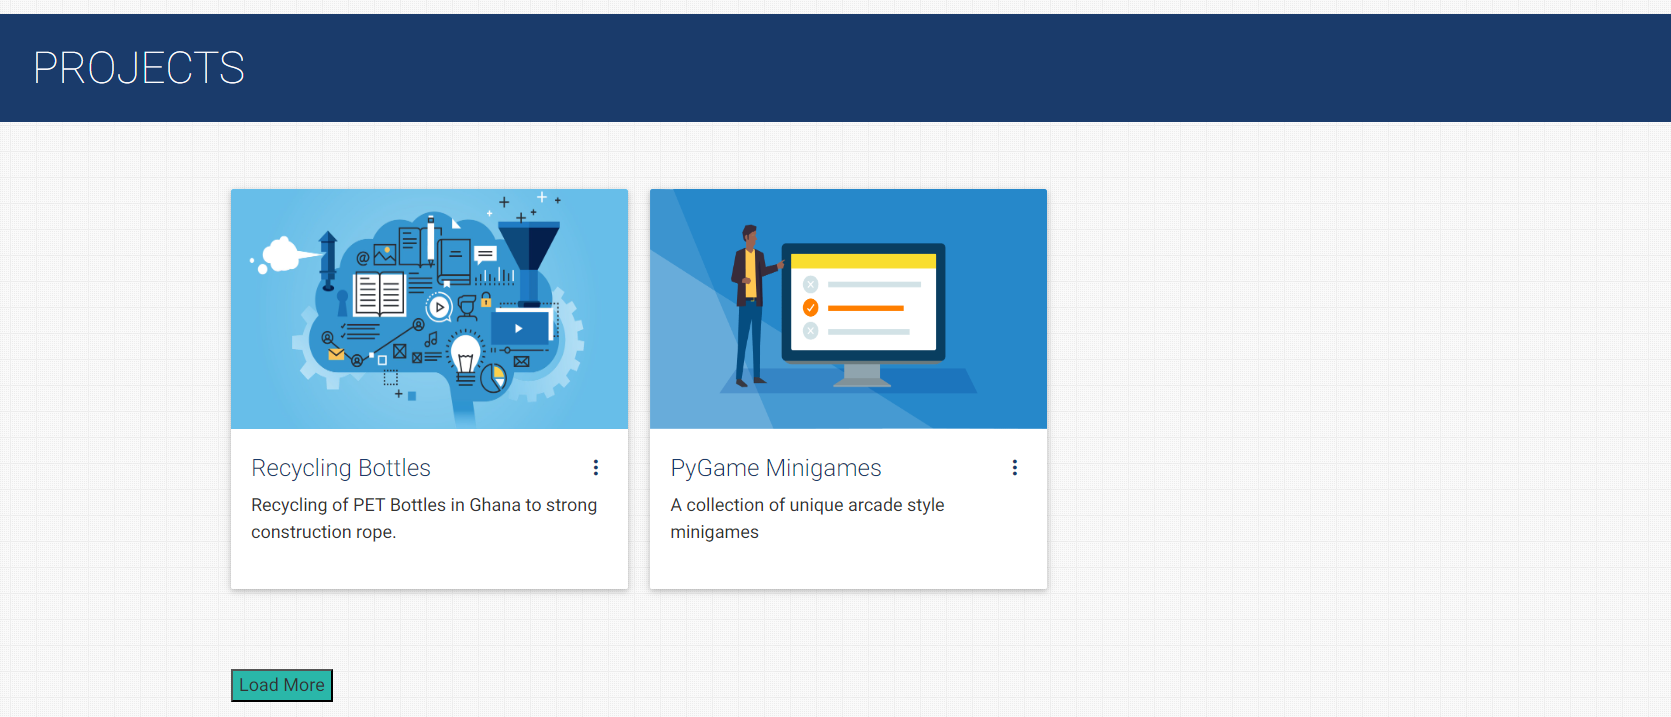 PROJECTS
Recycling Bottles
Recycling of PET Bottles in Ghana to strong
construction rope.
PyGame Minigames
A collection of unique arcade style
minigames
Load More